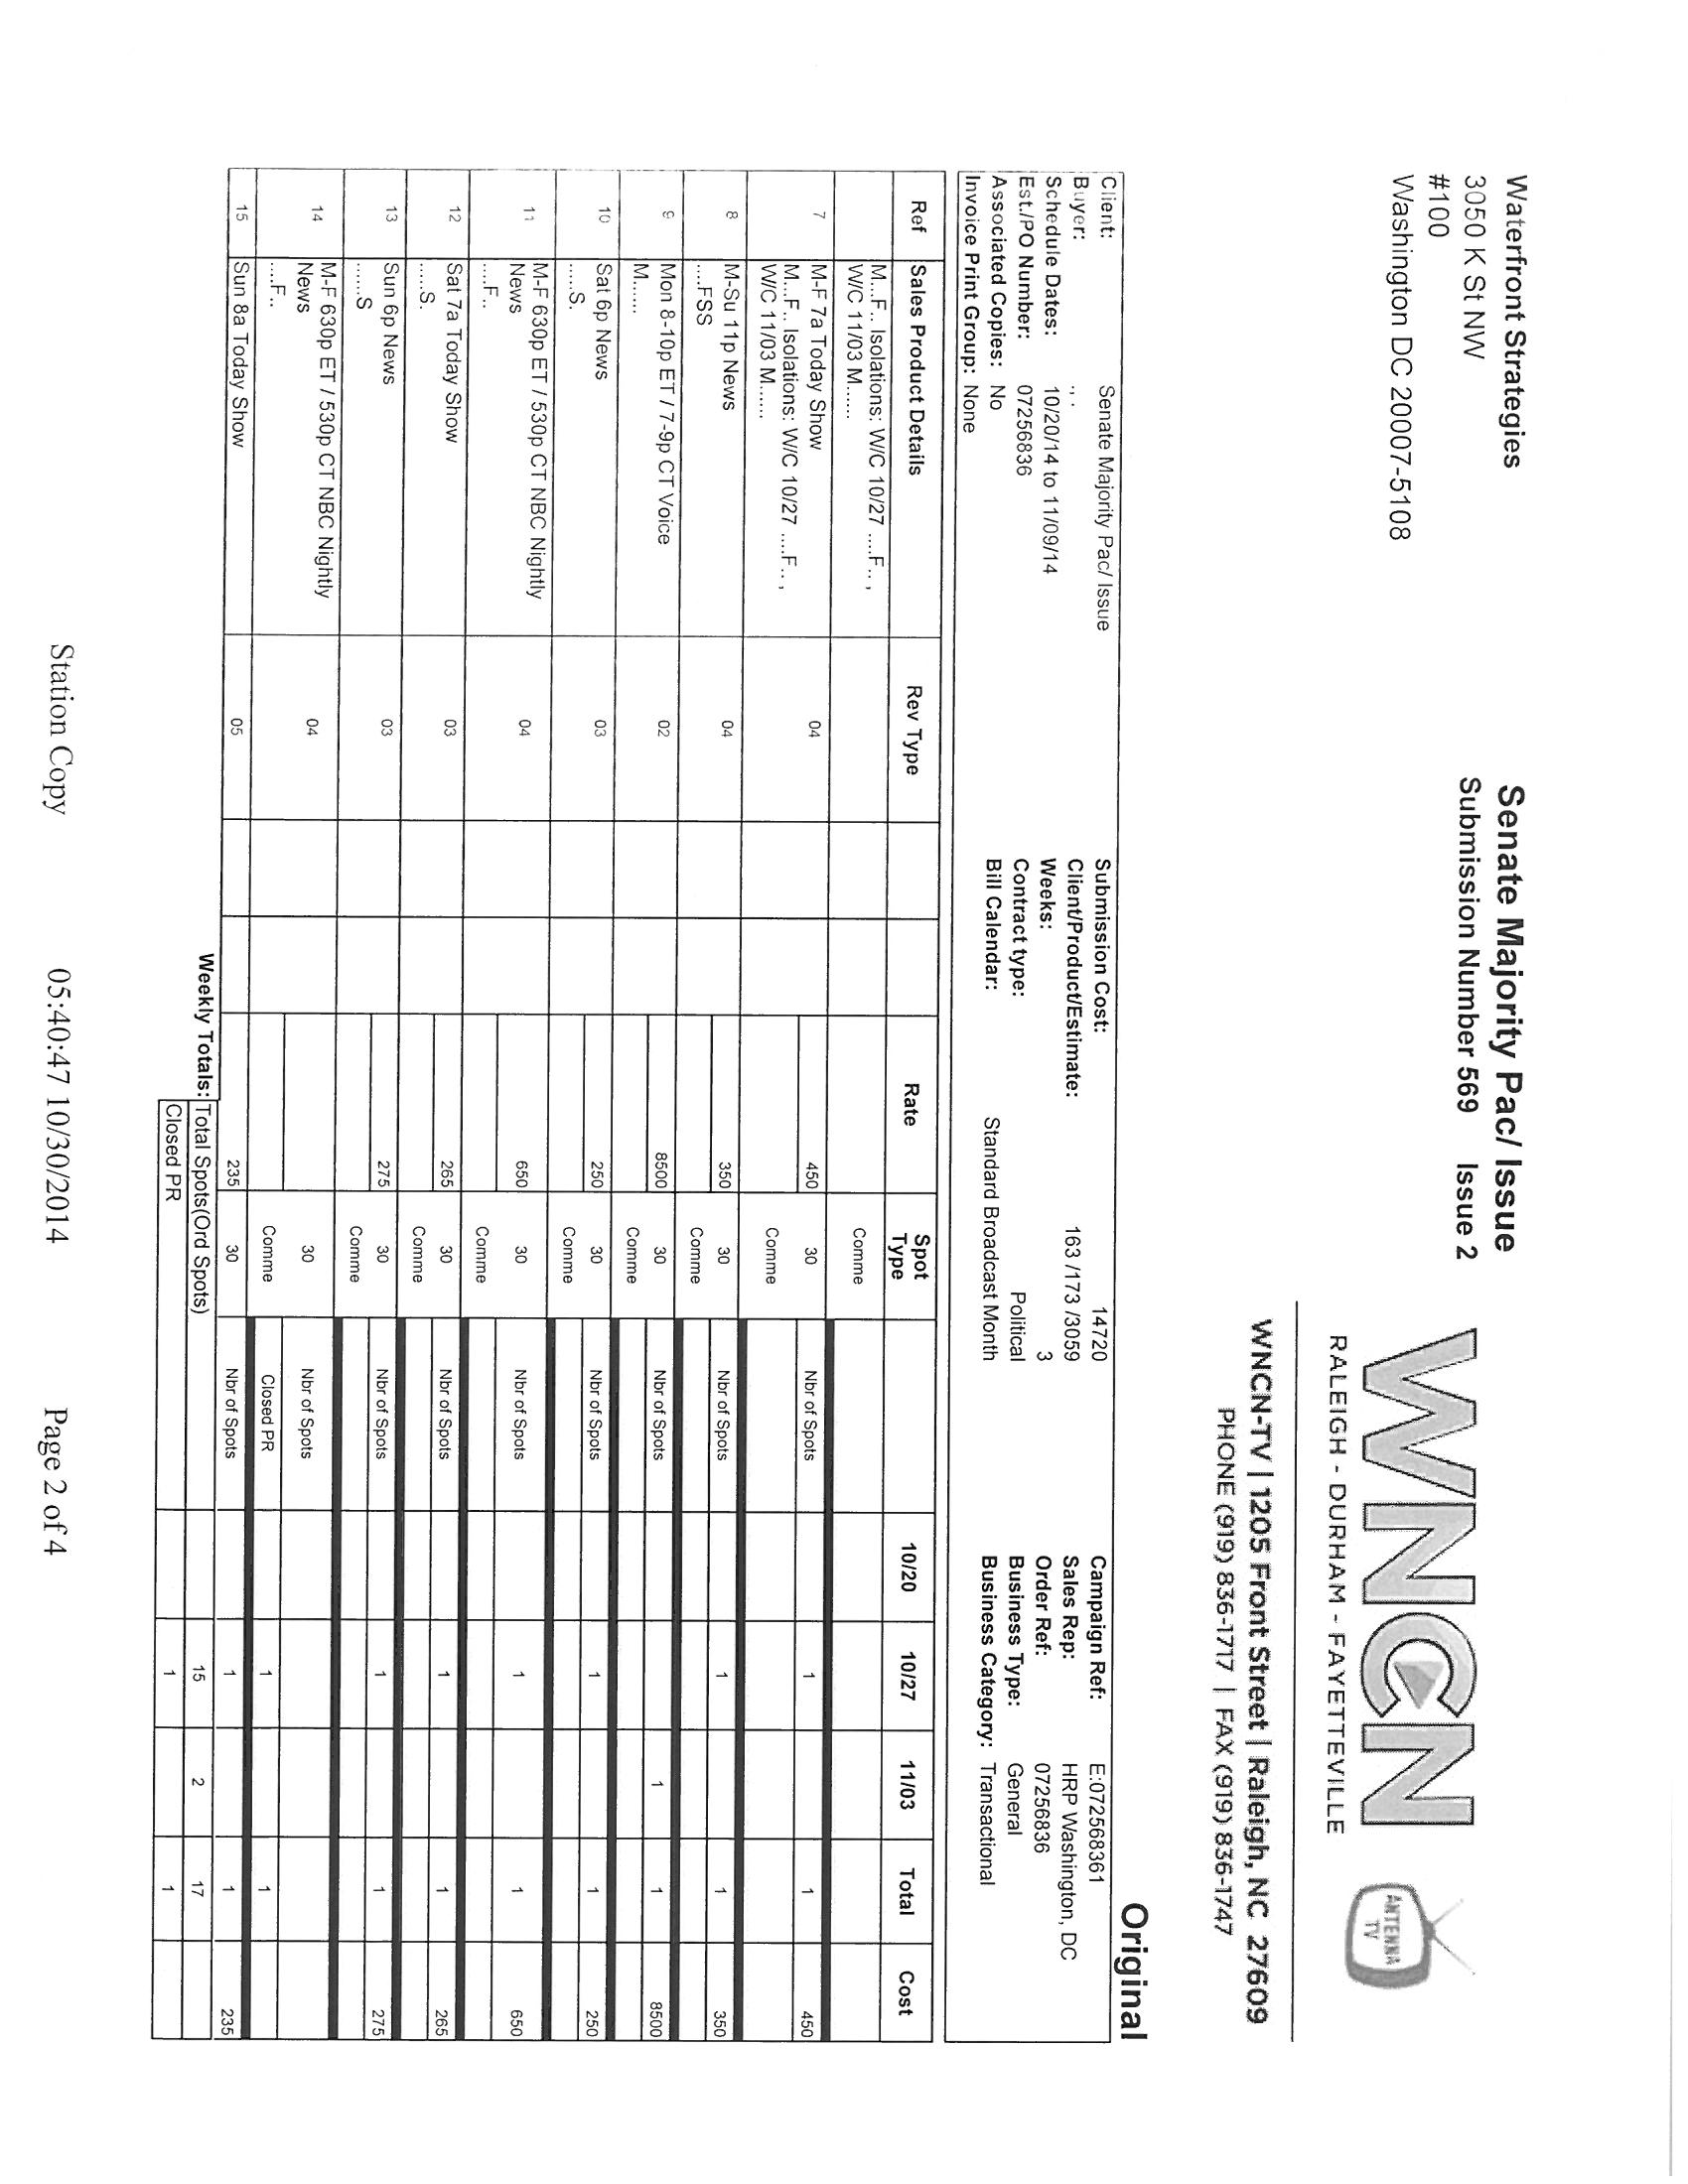 Waterfront Strategies
3050 K St NW
#100
Washington DC 20007-5108
Senate Majority Pac/ Issue
Submission Number 569 Issue 2
WNCN
RALEIGH - DURHAM - FAYETTEVILLE
ANTENNA
TV
WNCN-TV | 1205 Front Street | Raleigh, NC 27609
PHONE (919) 836-1717 | FAX (919) 836-1747
Original
Client: Senate Majority Pac/ Issue Submission Cost: 14720 Campaign Ref: E:072568361
Buyer: ., . Client/Product/Estimate: 163 /173 /3059 Sales Rep: HRP Washington, DC
Schedule Dates: 10/20/14 to 11/09/14 Weeks: 3 Order Ref: 07256836
Est./PO Number: 07256836 Contract type: Political Business Type: General
Associated Copies: No Bill Calendar: Standard Broadcast Month Business Category: Transactional
Invoice Print Group: None
Ref Sales Product Details Rev Type Rate Spot Type 10/20 10/27 11/03 Total Cost
M...F.. Isolations: W/C 10/27 ....F.. , Comme
W/C 11/03 M......
7 M-F 7a Today Show 04 450 30 Nbr of Spots 1 1 450
M...F.. Isolations: W/C 10/27 ....F.. , Comme
W/C 11/03 M......
8 M-Su 11p News 04 350 30 Nbr of Spots 1 1 350
....FSS Comme
9 Mon 8-10p ET / 7-9p CT Voice 02 8500 30 Nbr of Spots 1 1 8500
M...... Comme
10 Sat 6p News 03 250 30 Nbr of Spots 1 1 250
.....S. Comme
11 M-F 630p ET / 530p CT NBC Nightly 04 650 30 Nbr of Spots 1 1 650
News
....F.. Comme
12 Sat 7a Today Show 03 265 30 Nbr of Spots 1 1 265
.....S. Comme
13 Sun 6p News 03 275 30 Nbr of Spots 1 1 275
......S Comme
14 M-F 630p ET / 530p CT NBC Nightly 04 30 Nbr of Spots
News
....F.. Comme Closed PR 1 1
15 Sun 8a Today Show 05 235 30 Nbr of Spots 1 1 235
Weekly Totals: Total Spots(Ord Spots) 15 2 17
Closed PR 1 1
Station Copy 05:40:47 10/30/2014 Page 2 of 4